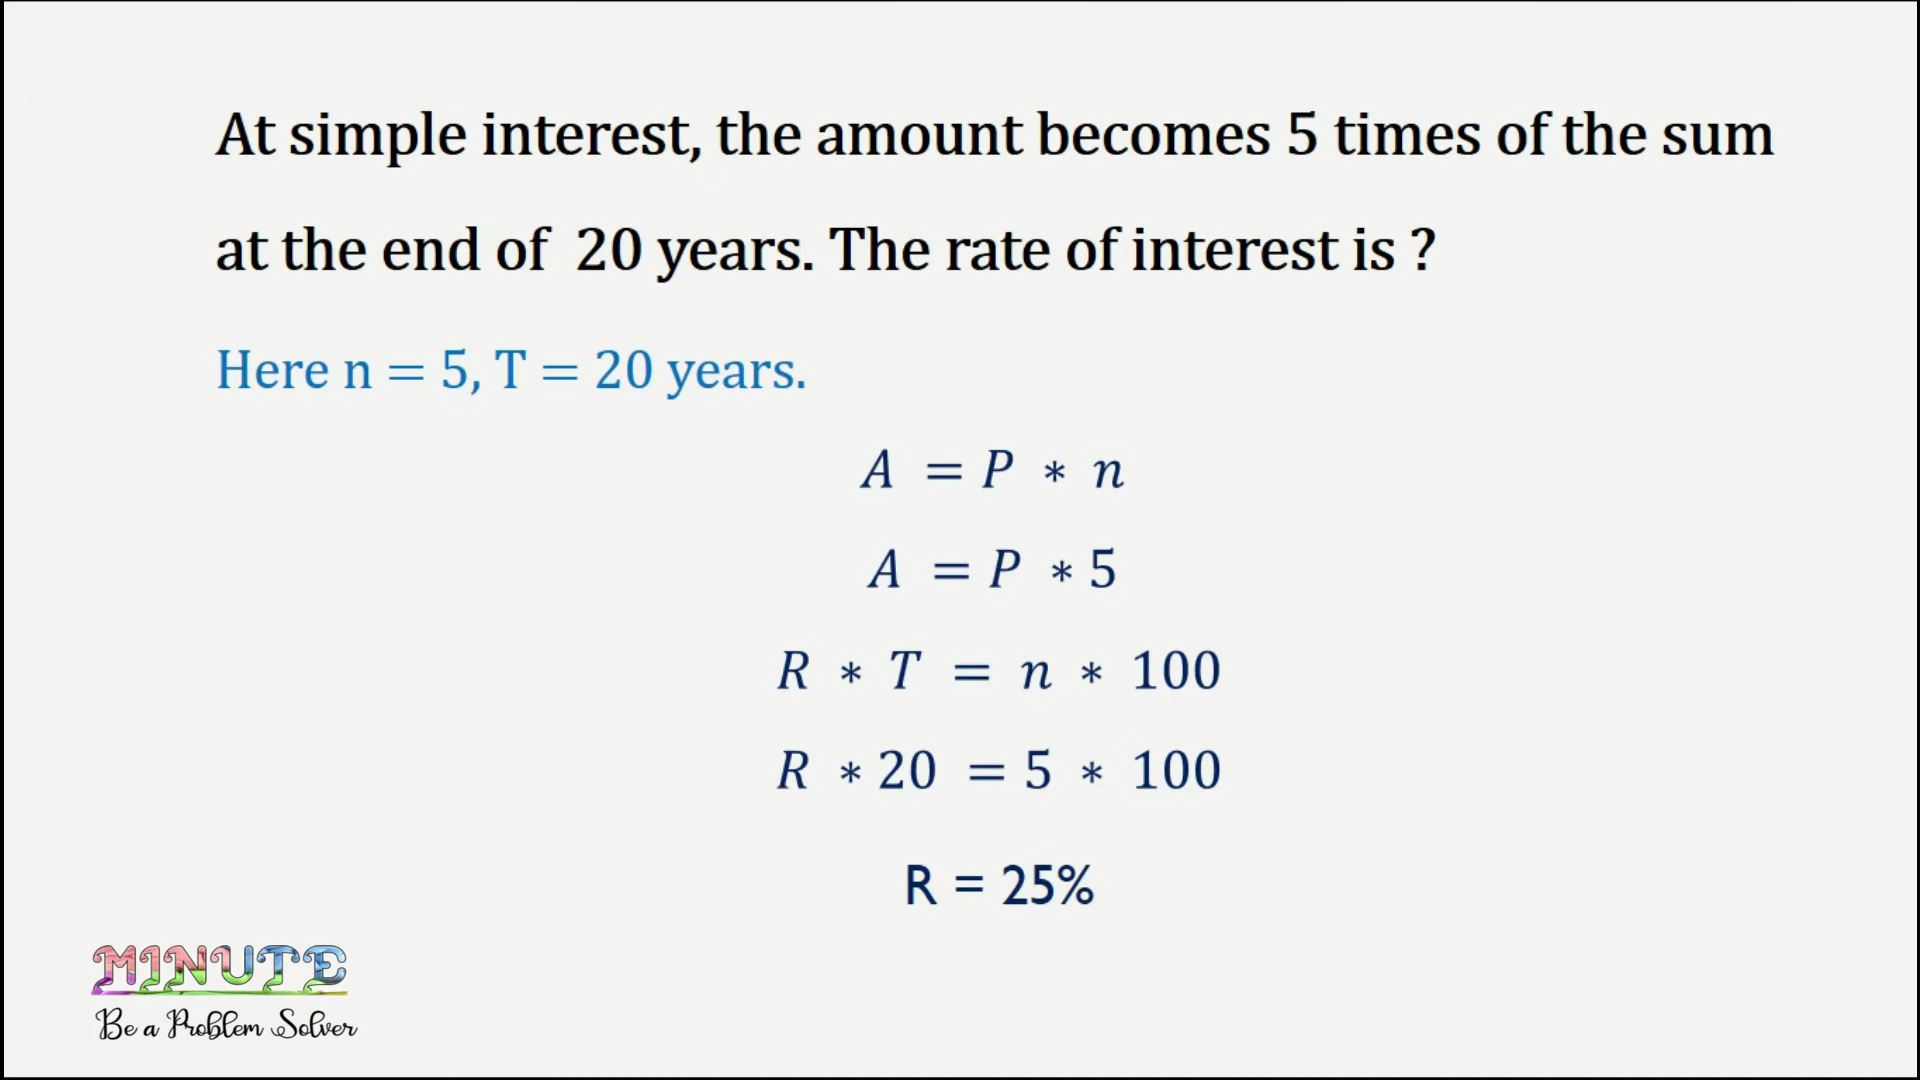 At simple interest, the amount becomes 5 times of the sum
at the end of 20 years. The rate of interest is ?
Here n = 5, T = 20 years.
A = P * n
A = P * 5
R * T = n * 100
R * 20 = 5 * 100
R = 25%
MINUTE
Be a Problem Solver